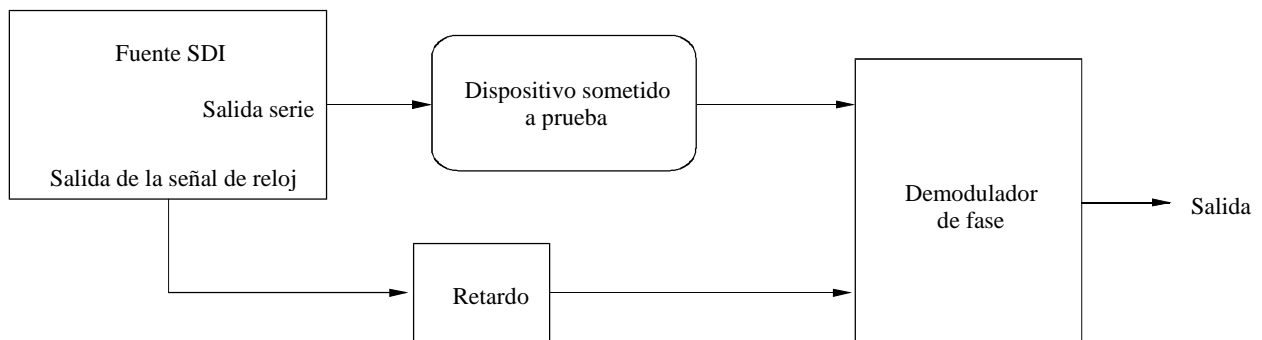 Fuente SDI
Salida serie
Salida de la señal de reloj
Dispositivo sometido
a prueba
Retardo
Demodulador
de fase
Salida